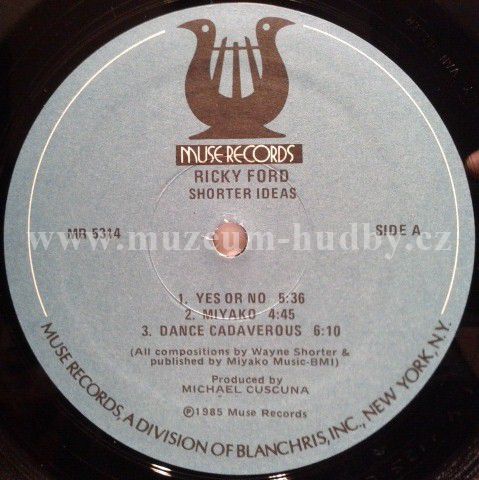 MUSE RECORDS
RICKY FORD
SHORTER IDEAS
MR 5314
SIDE A
www.muzeum-hudby.cz
1. YES OR NO 5:36
2. MIYAKO 4:45
3. DANCE CADAVEROUS 6:10
(All compositions by Wayne Shorter &
published by Miyako Music-BMI)
Produced by
MICHAEL CUSCUNA
℗1985 Muse Records
MUSE RECORDS, A DIVISION OF BLANCHRIS, INC., NEW YORK, N.Y.